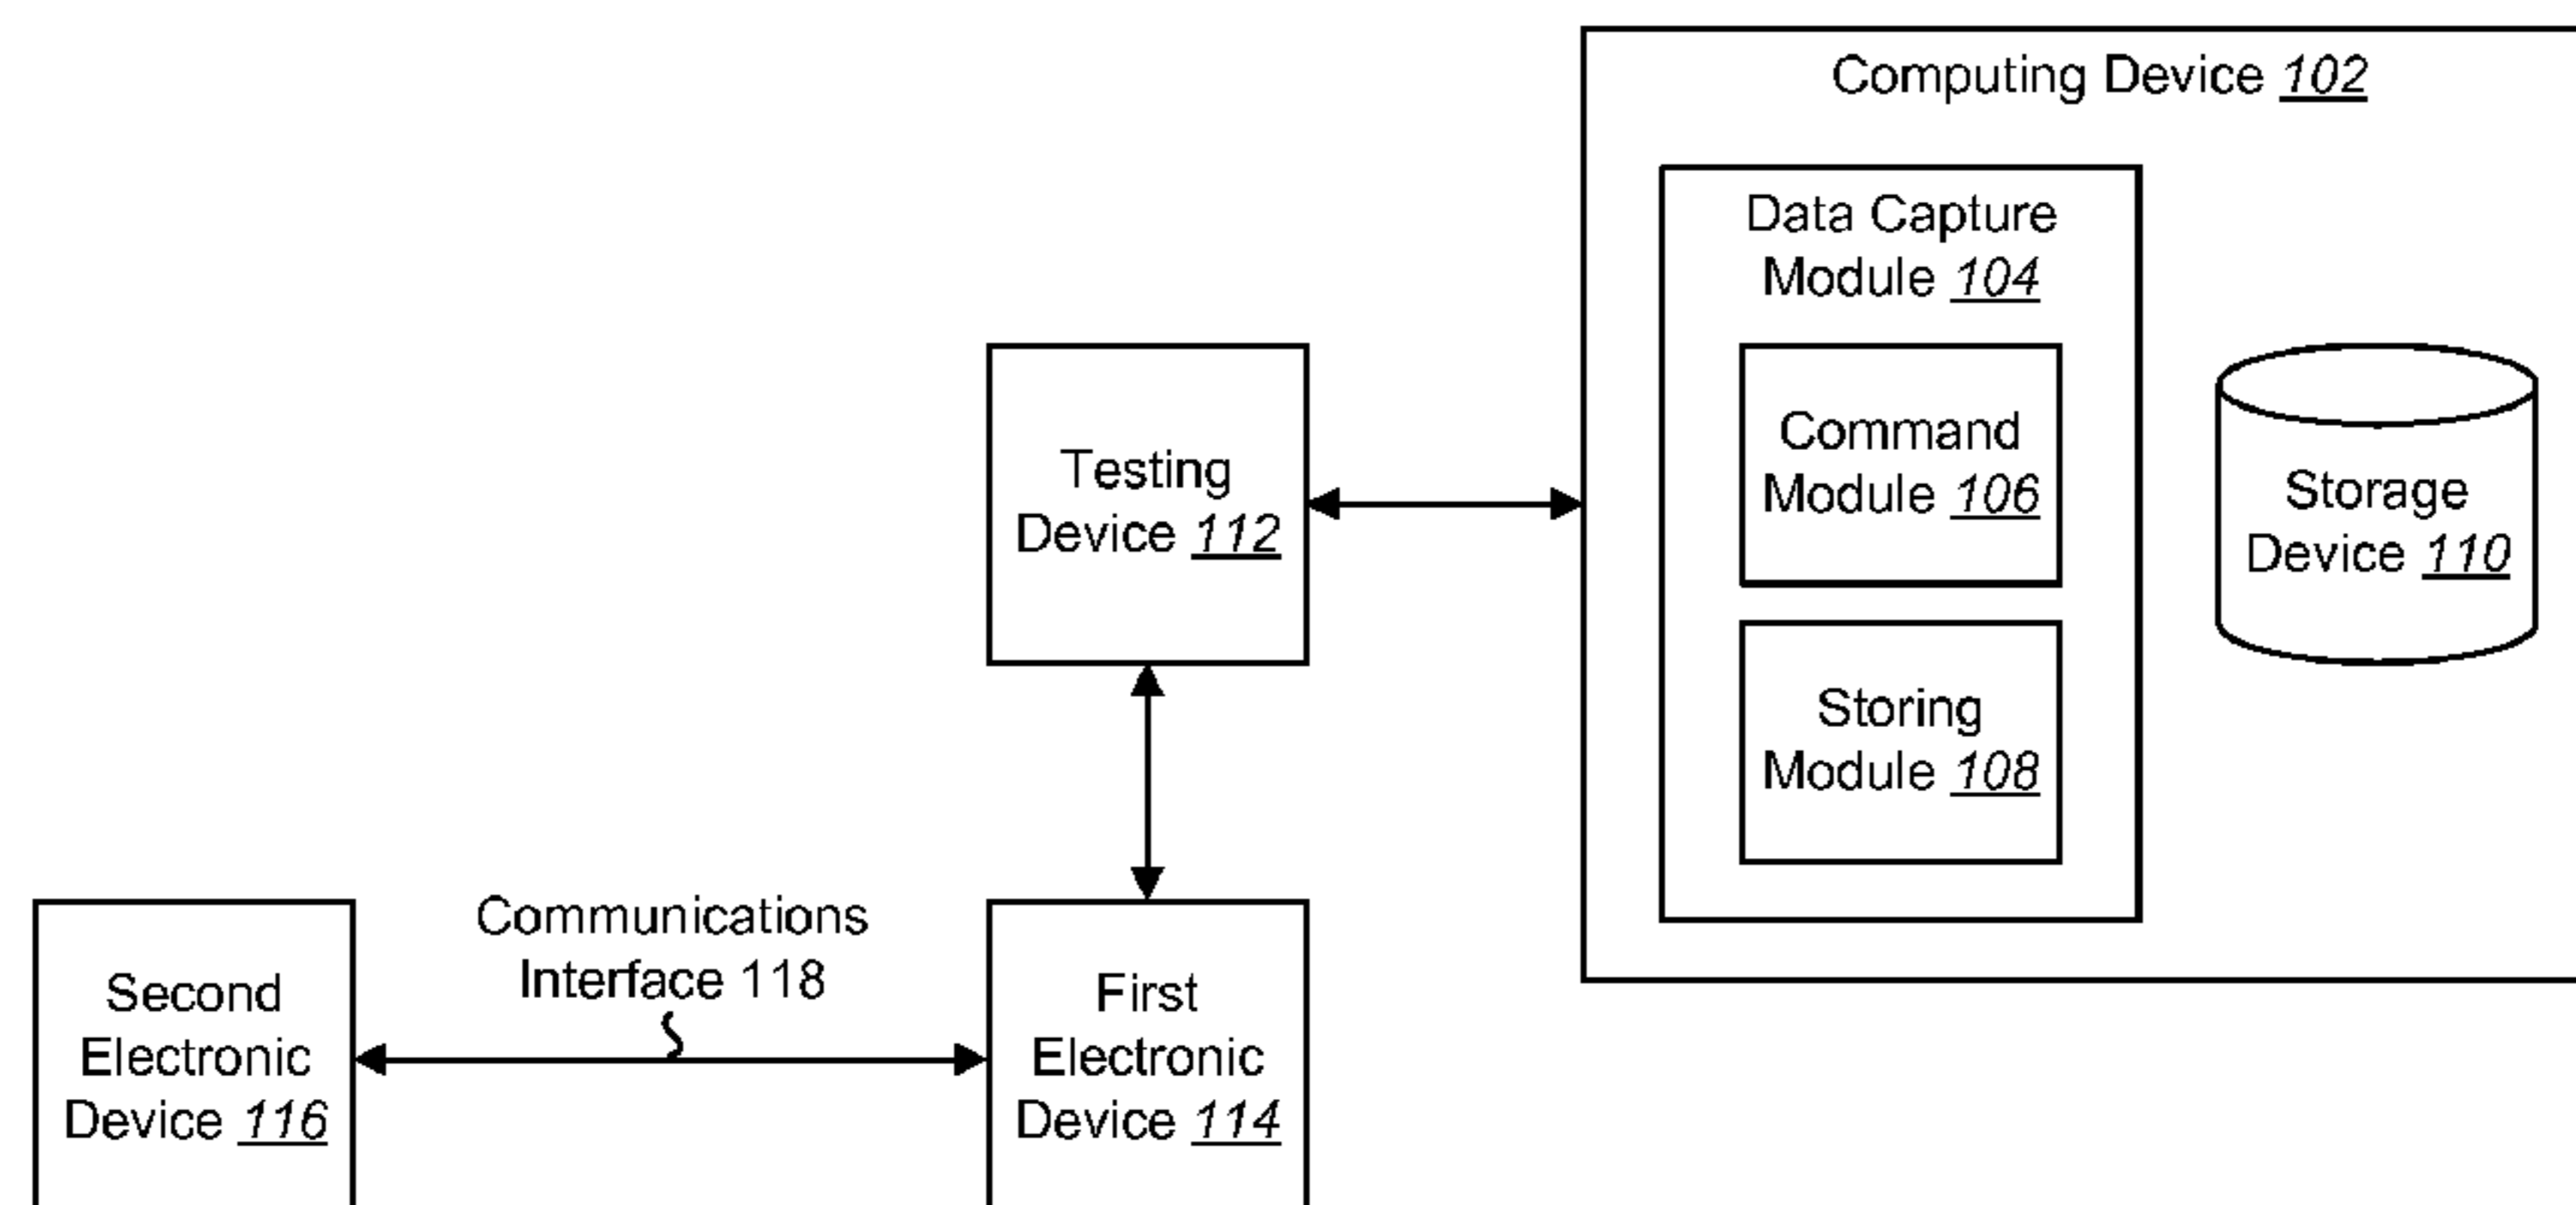 Computing Device 102
Data Capture
Module 104
Command
Module 106
Storage
Device 110
Testing
Device 112
Storing
Module 108
Communications
Interface 118
Second
Electronic
Device 116
First
Electronic
Device 114